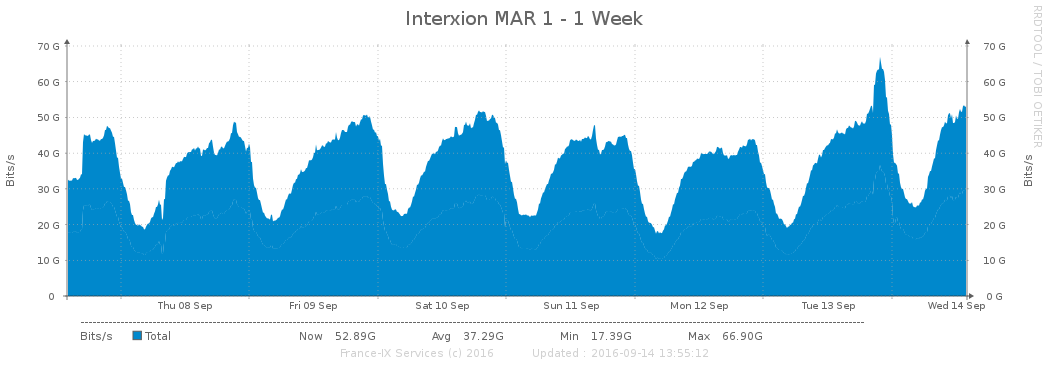 Interxion MAR 1 - 1 Week
RRDTOOL / TOBI OETIKER
Bits/s
70 G 70 G
60 G 60 G
50 G 50 G
40 G 40 G
30 G 30 G
20 G 20 G
10 G 10 G
0 0 G
Bits/s
Thu 08 Sep Fri 09 Sep Sat 10 Sep Sun 11 Sep Mon 12 Sep Tue 13 Sep Wed 14 Sep
Bits/s Total Now 52.89G Avg 37.29G Min 17.39G Max 66.90G
France-IX Services (c) 2016 Updated : 2016-09-14 13:55:12